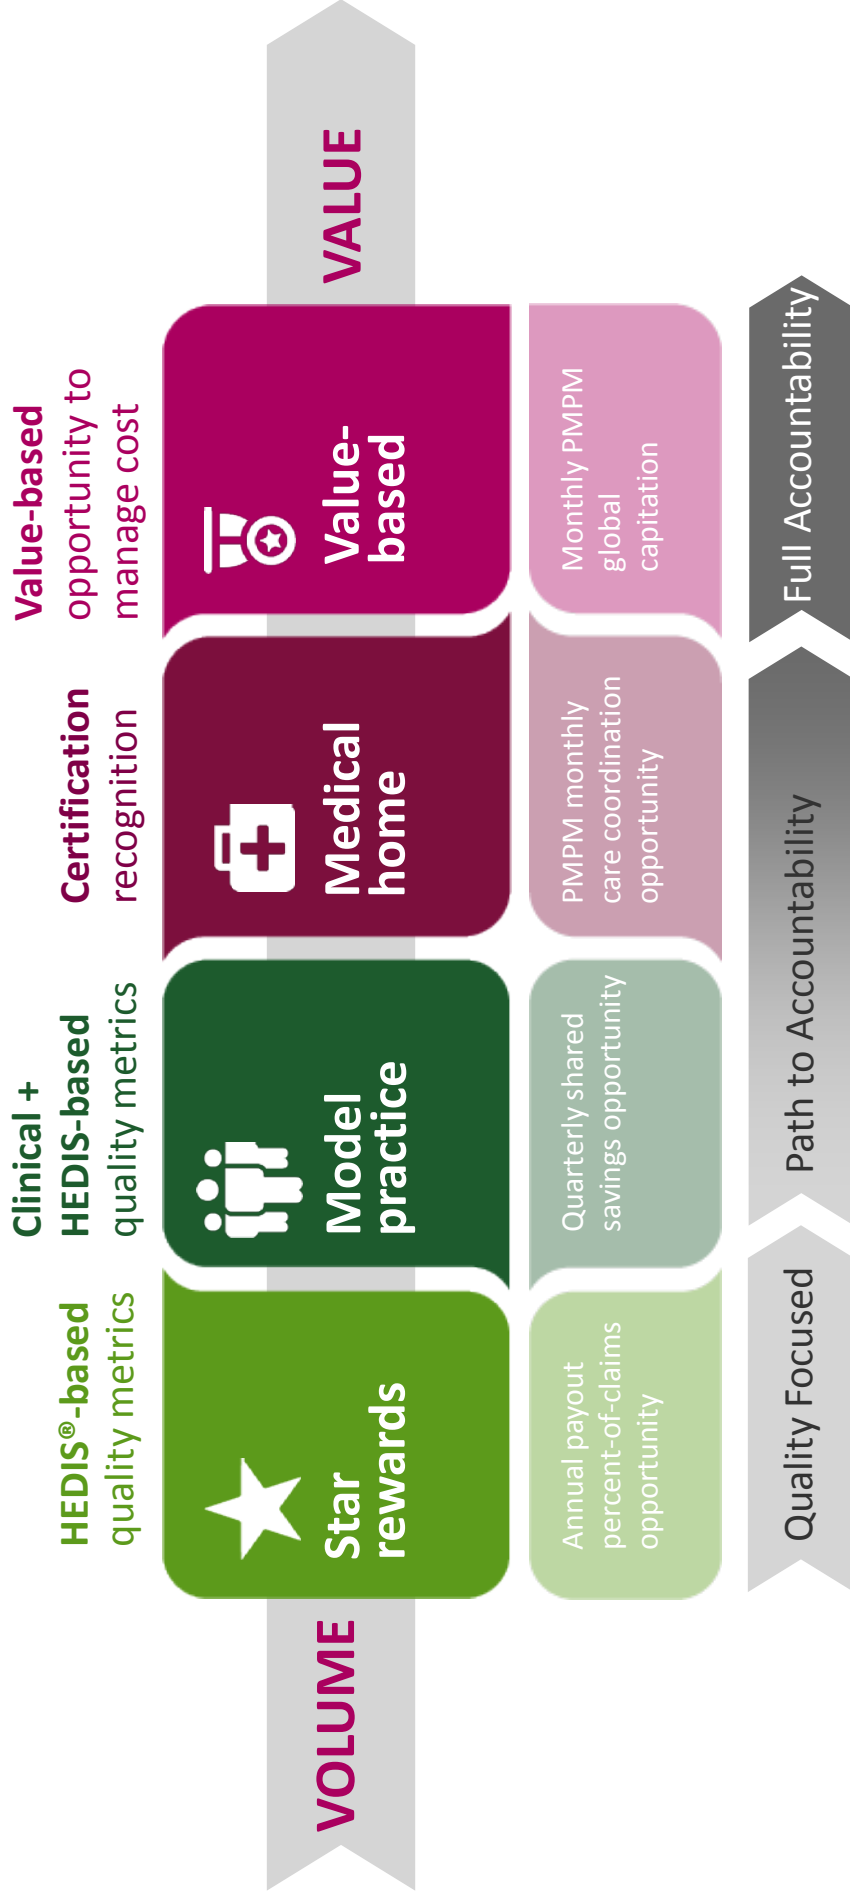 HEDIS®-based
quality metrics
Clinical +
HEDIS-based
quality metrics
Certification
recognition
Value-based
opportunity to
manage cost
VOLUME
Star
rewards
Model
practice
Medical
home
Value-
based
VALUE
Annual payout
percent-of-claims
opportunity
Quarterly shared
savings opportunity
PMPM monthly
care coordination
opportunity
Monthly PMPM
global
capitation
Quality Focused
Path to Accountability
Full Accountability